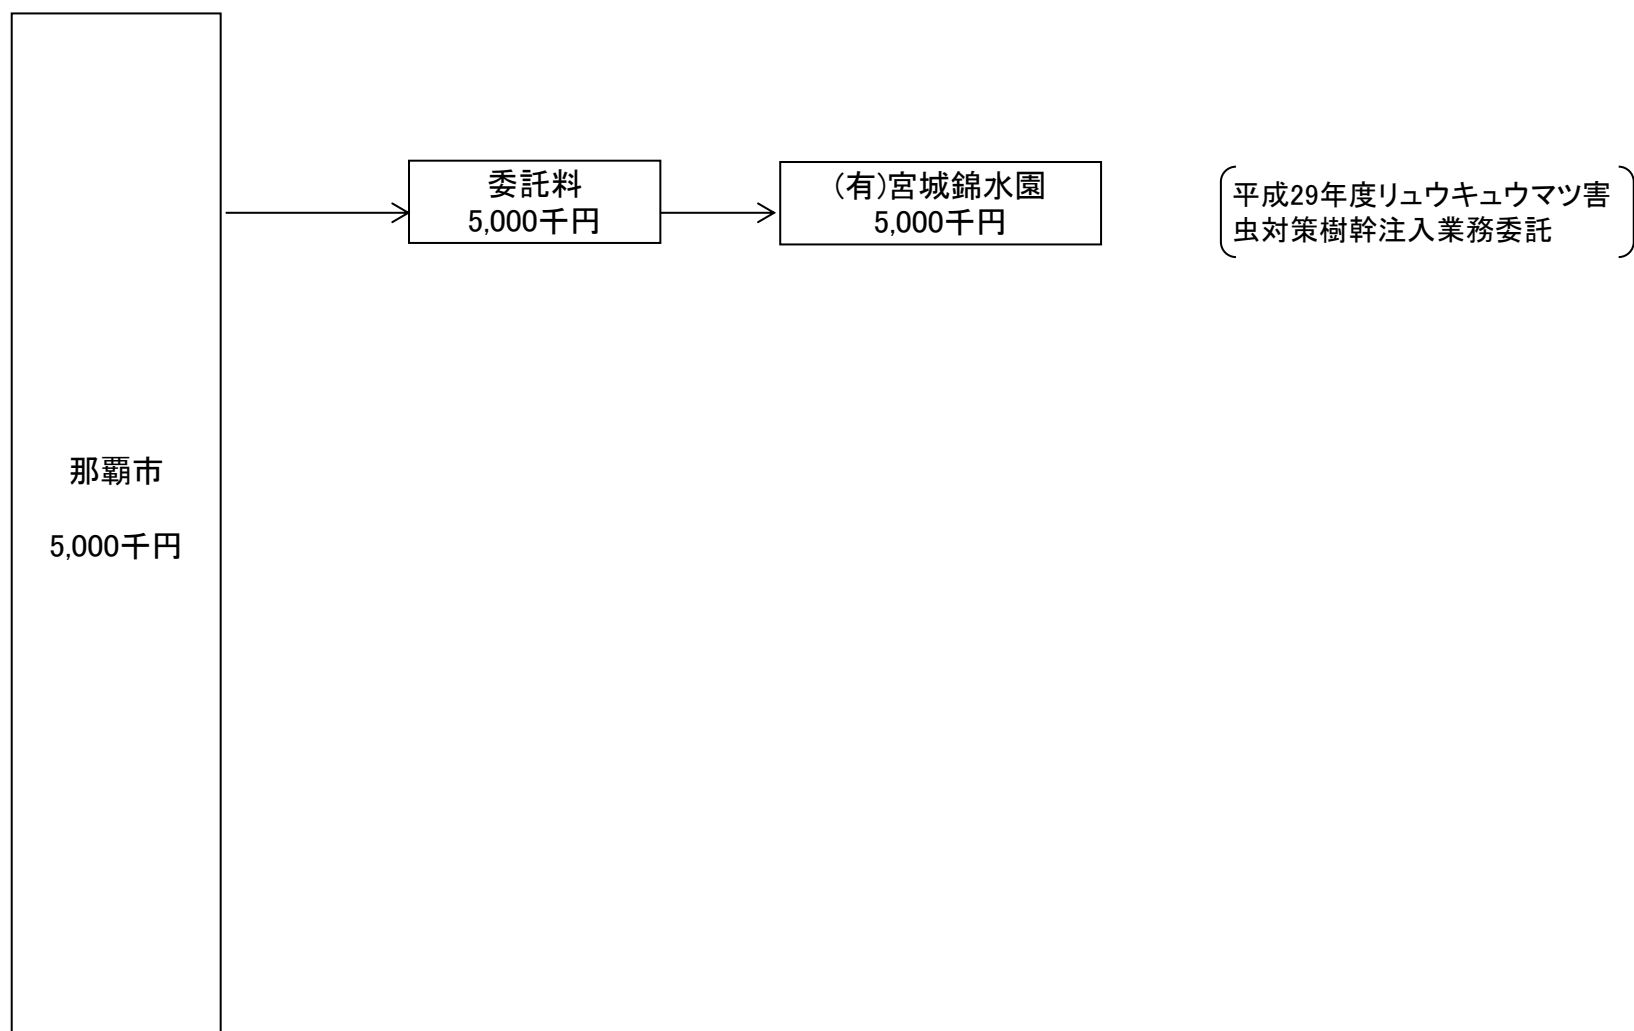 委託料
5,000千円
(有)宮城錦水園
5,000千円
平成29年度リュウキュウマツ害
虫対策樹幹注入業務委託
那覇市
5,000千円